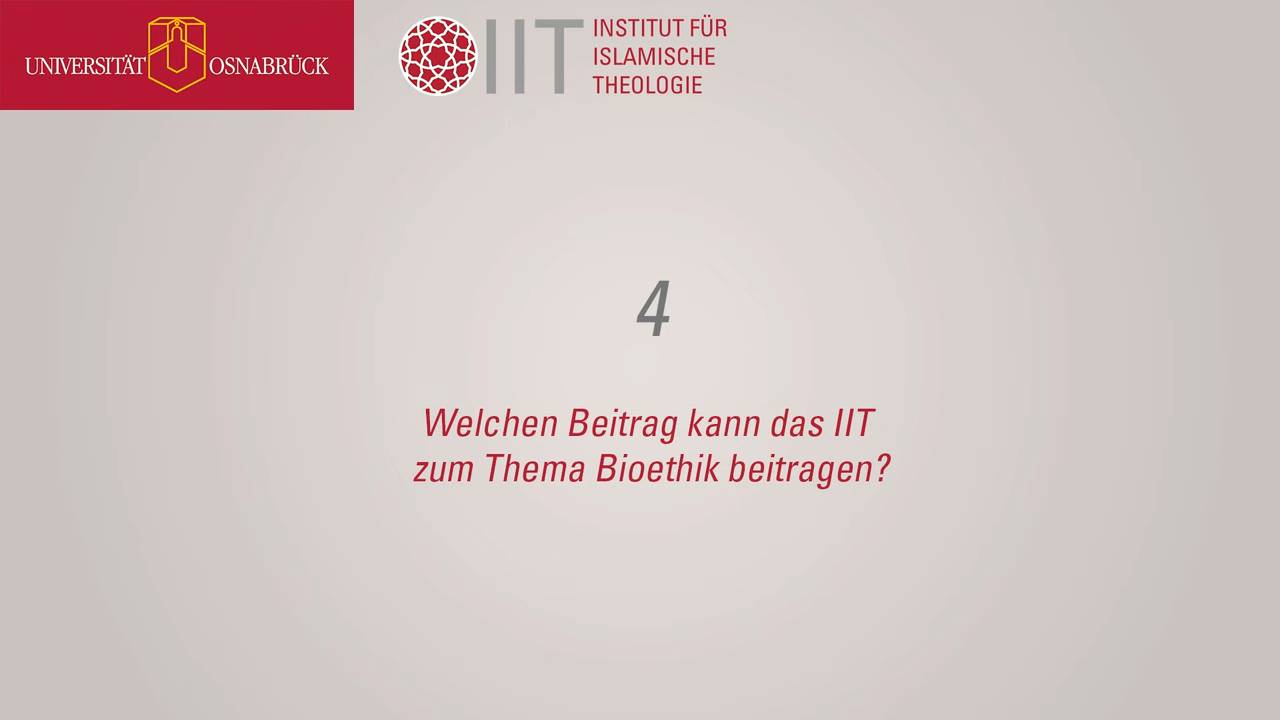 UNIVERSITÄT OSNABRÜCK
IIT
INSTITUT FÜR
ISLAMISCHE
THEOLOGIE
4
Welchen Beitrag kann das IIT
zum Thema Bioethik beitragen?